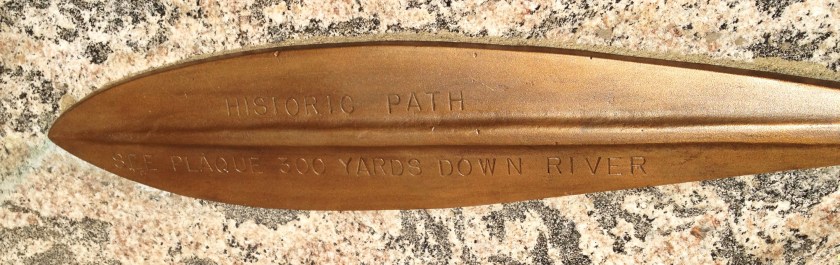 HISTORIC PATH
SEE PLAQUE 300 YARDS DOWN RIVER